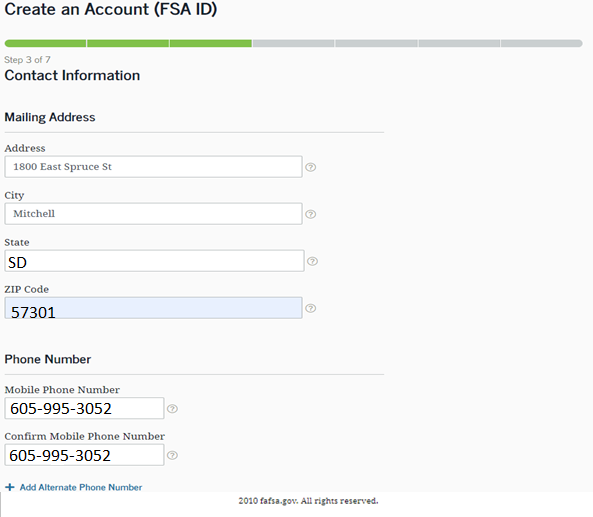 Create an Account (FSA ID)
Step 3 of 7
Contact Information
Mailing Address
Address
1800 East Spruce St
City
Mitchell
State
SD
ZIP Code
57301
Phone Number
Mobile Phone Number
605-995-3052
Confirm Mobile Phone Number
605-995-3052
+ Add Alternate Phone Number
2010 fafsa.gov. All rights reserved.